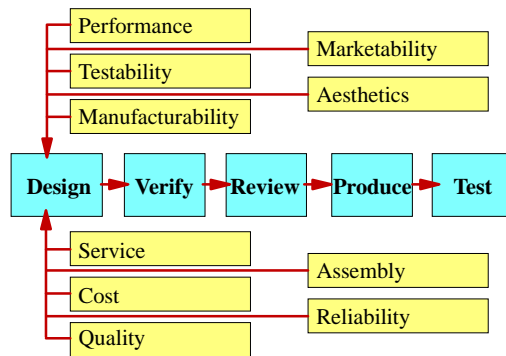 Performance
Marketability
Testability
Aesthetics
Manufacturability
Design
Verify
Review
Produce
Test
Service
Assembly
Cost
Reliability
Quality